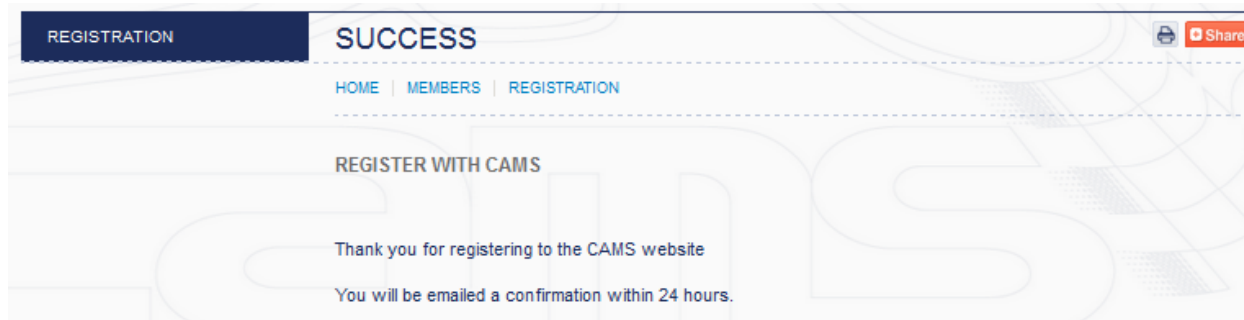 REGISTRATION
SUCCESS
Share
HOME | MEMBERS | REGISTRATION
REGISTER WITH CAMS
Thank you for registering to the CAMS website
You will be emailed a confirmation within 24 hours.
cams